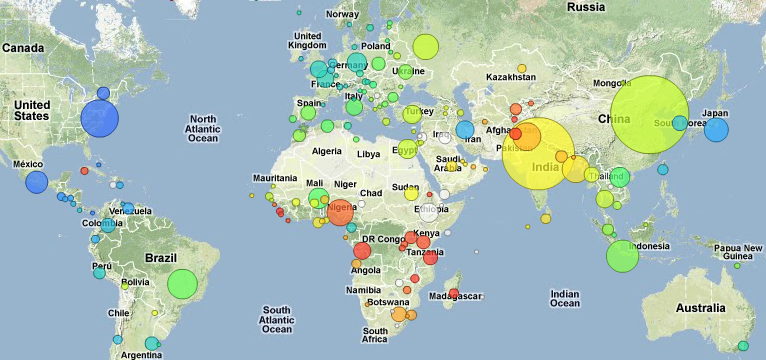 Norway
Russia
Canada
United
Kingdom
Poland
Germany
Ukraine
France
Kazakhstan
Mongolia
United
States
Spain
Italy
Turkey
North
Atlantic
Ocean
China
South Korea
Japan
Iraq
Iran
Afghanistan
Pakistan
Algeria
Libya
Egypt
Saudi
Arabia
India
México
Mauritania
Mali
Niger
Chad
Sudan
Thailand
Venezuela
Colombia
Nigeria
Ethiopia
Kenya
DR Congo
Tanzania
Indonesia
Papua New
Guinea
Perú
Brazil
Bolivia
Angola
Namibia
Botswana
Madagascar
Indian
Ocean
Australia
Chile
South
Atlantic
Ocean
South
Africa
Argentina